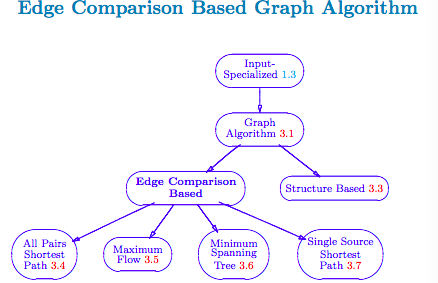 Edge Comparison Based Graph Algorithm
Input-
Specialized 1.3
Graph
Algorithm 3.1
Edge Comparison
Based
Structure Based 3.3
All Pairs
Shortest
Path 3.4
Maximum
Flow 3.5
Minimum
Spanning
Tree 3.6
Single Source
Shortest
Path 3.7